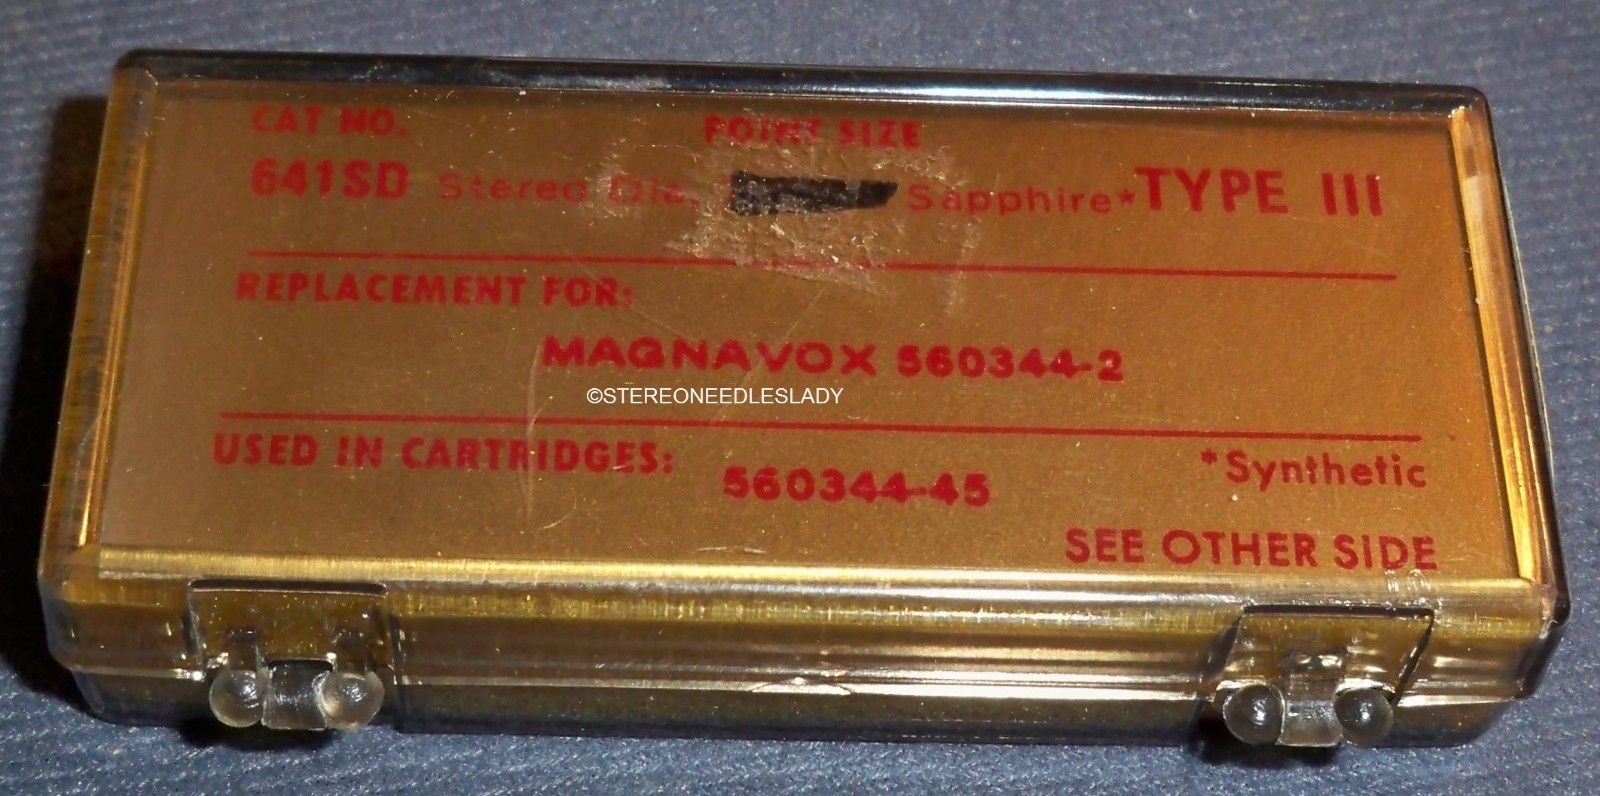 CAT NO. POINT SIZE
641SD Stereo Dia. Sapphire* TYPE III
REPLACEMENT FOR:
MAGNAVOX 560344-2
©STEREONEEDLESLADY
USED IN CARTRIDGES: 560344-45 *Synthetic
SEE OTHER SIDE